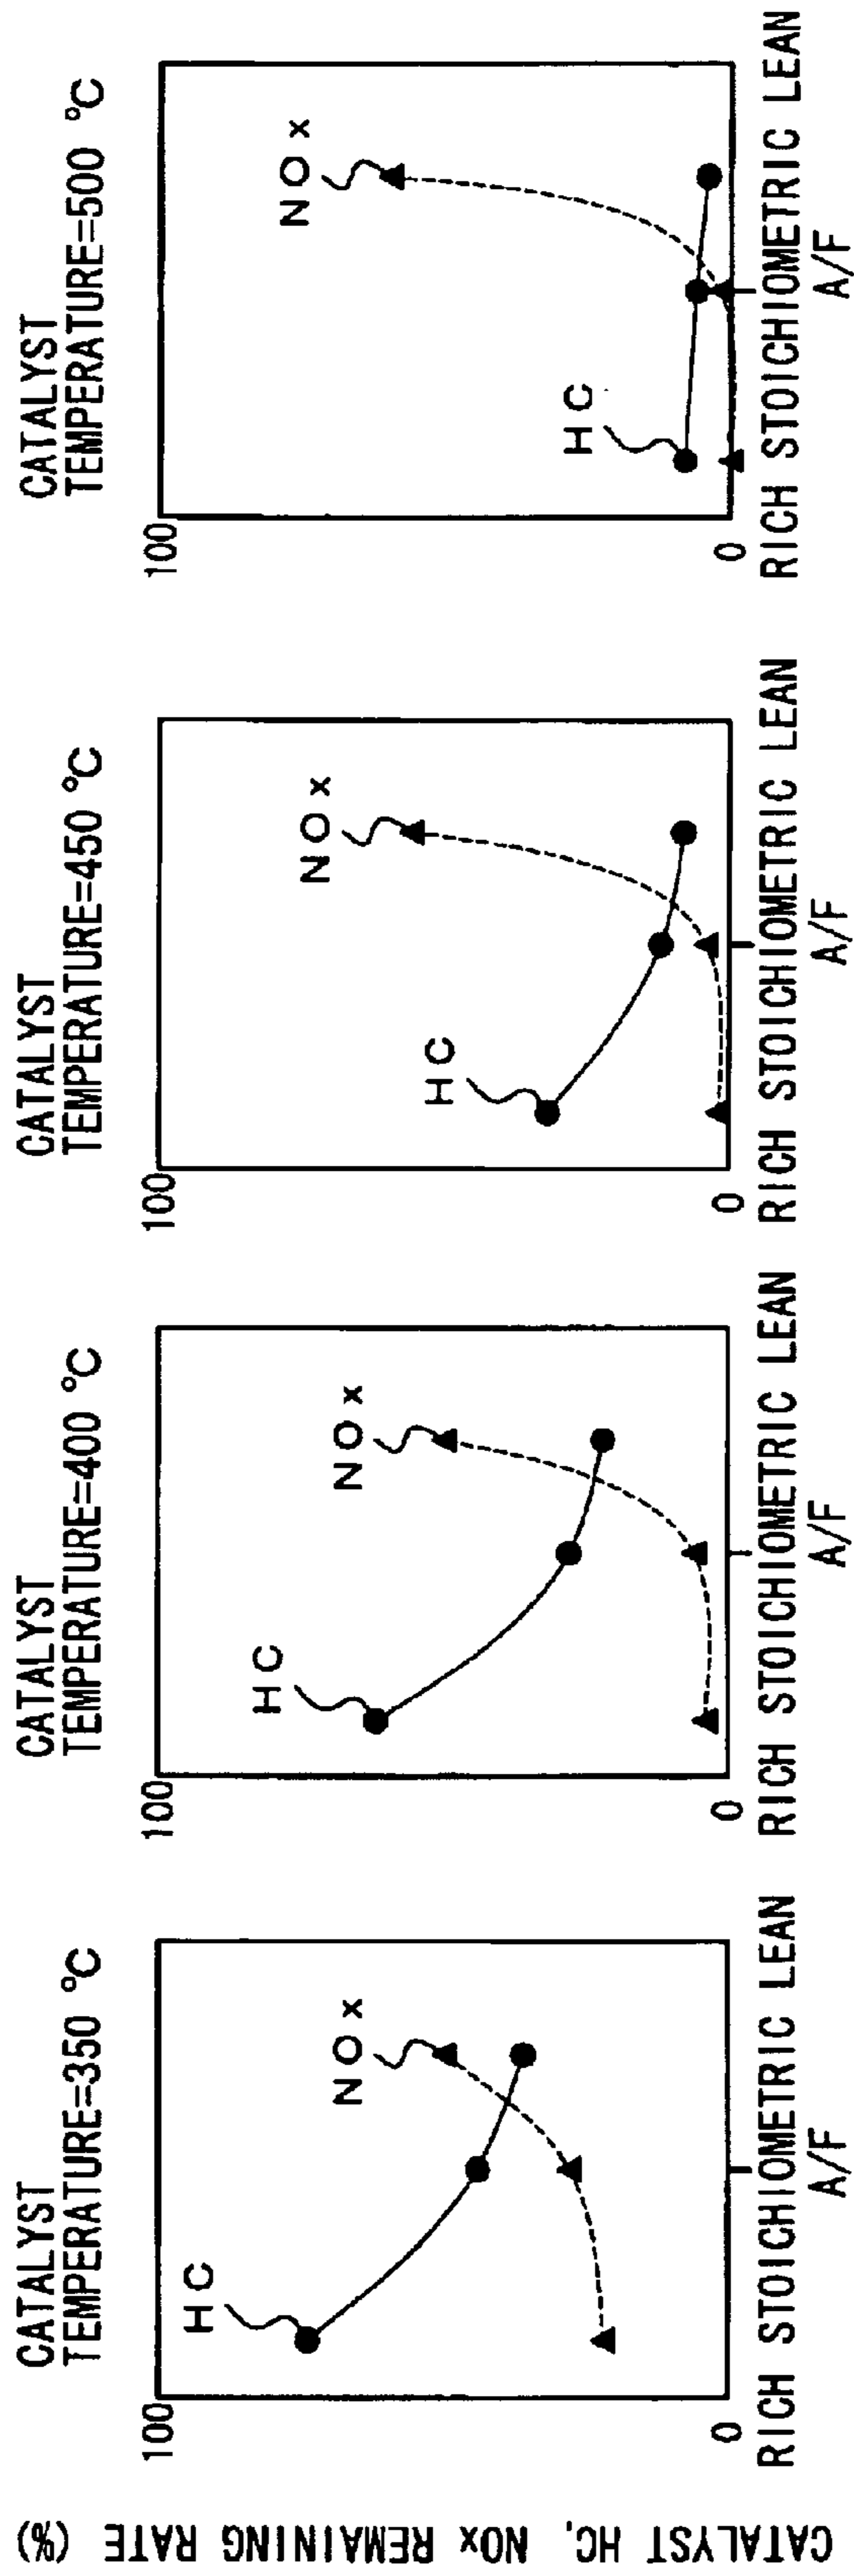 CATALYST HC, NOx REMAINING RATE (%)
CATALYST
TEMPERATURE=350 °C
100
HC
NOx
0
RICH STOICHIOMETRIC LEAN
A/F
CATALYST
TEMPERATURE=400 °C
100
HC
NOx
0
RICH STOICHIOMETRIC LEAN
A/F
CATALYST
TEMPERATURE=450 °C
100
HC
NOx
0
RICH STOICHIOMETRIC LEAN
A/F
CATALYST
TEMPERATURE=500 °C
100
HC
NOx
0
RICH STOICHIOMETRIC LEAN
A/F